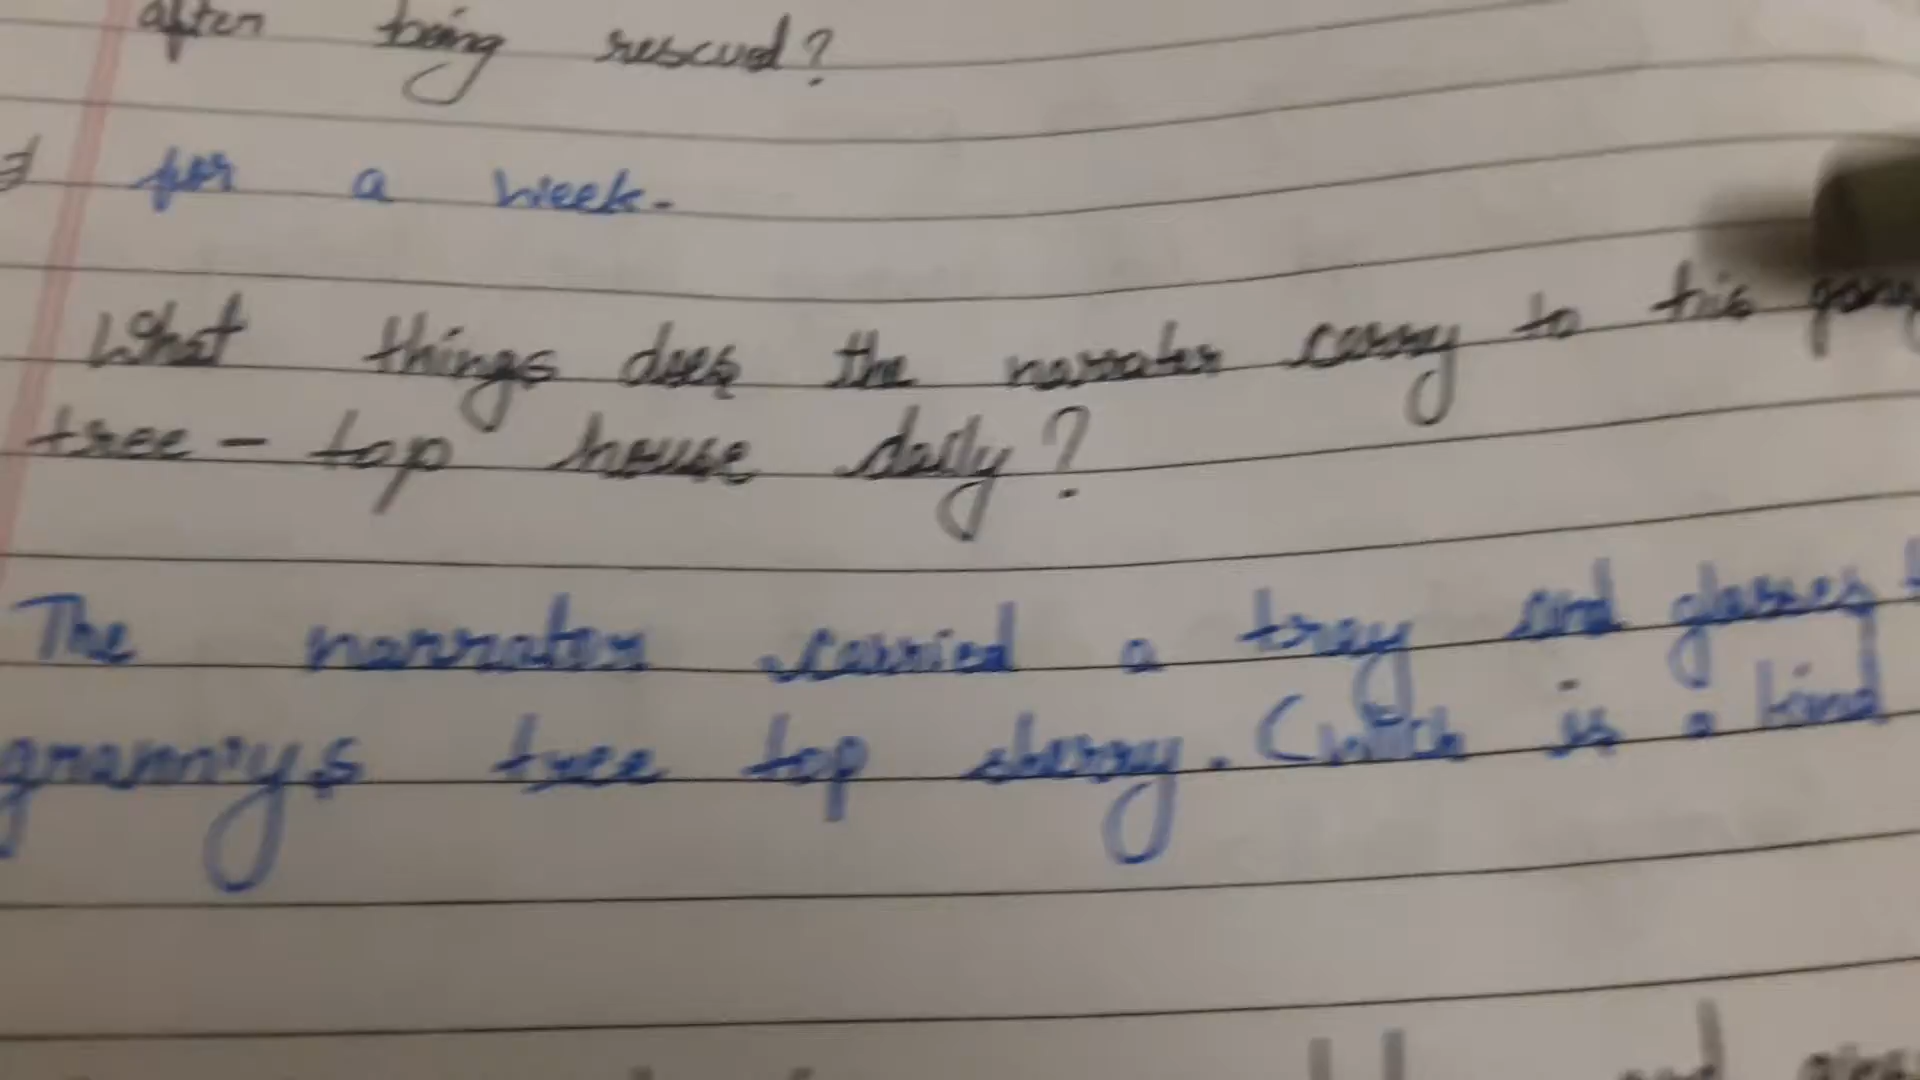 after being rescued?
for a week.
What things does the narrator carry to his
tree - top house daily?
The narrator carried a tray and glasses
granny's tree top sherry. (which is a kind